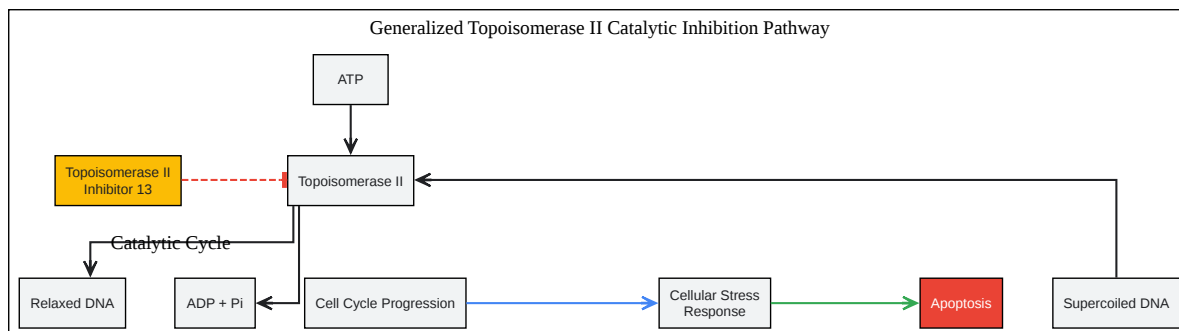 Generalized Topoisomerase II Catalytic Inhibition Pathway
ATP
Topoisomerase II
Inhibitor 13
Topoisomerase II
Catalytic Cycle
Relaxed DNA
ADP + Pi
Cell Cycle Progression
Cellular Stress
Response
Apoptosis
Supercoiled DNA